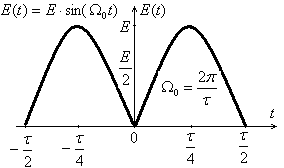 E(t) = E · sin( Ω₀t) E(t)
E
E/2
Ω₀ = 2π/τ
t
-τ/2 -τ/4 0 τ/4 τ/2